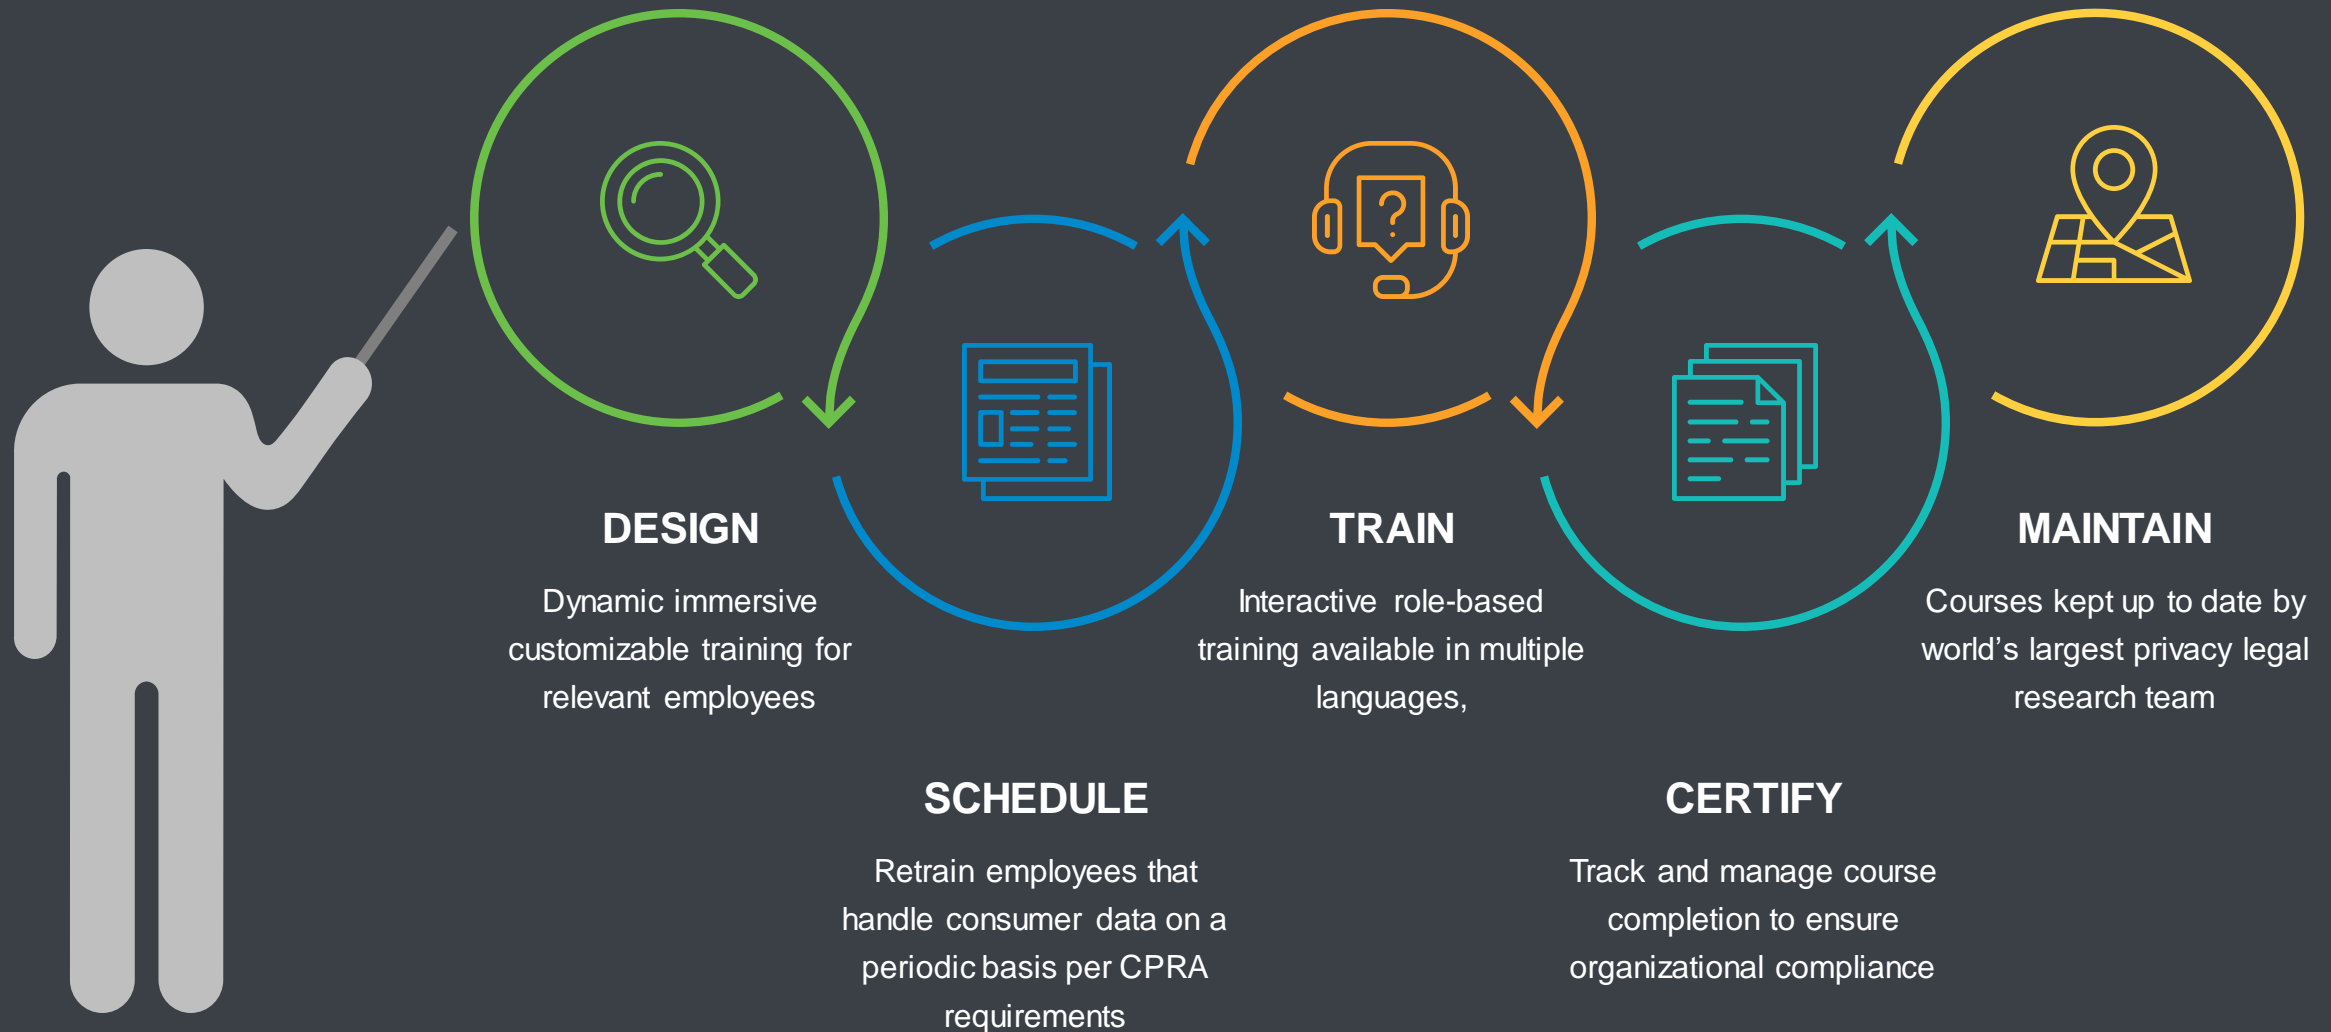 DESIGN
Dynamic immersive
customizable training for
relevant employees
SCHEDULE
Retrain employees that
handle consumer data on a
periodic basis per CPRA
requirements
TRAIN
Interactive role-based
training available in multiple
languages,
CERTIFY
Track and manage course
completion to ensure
organizational compliance
MAINTAIN
Courses kept up to date by
world’s largest privacy legal
research team
?